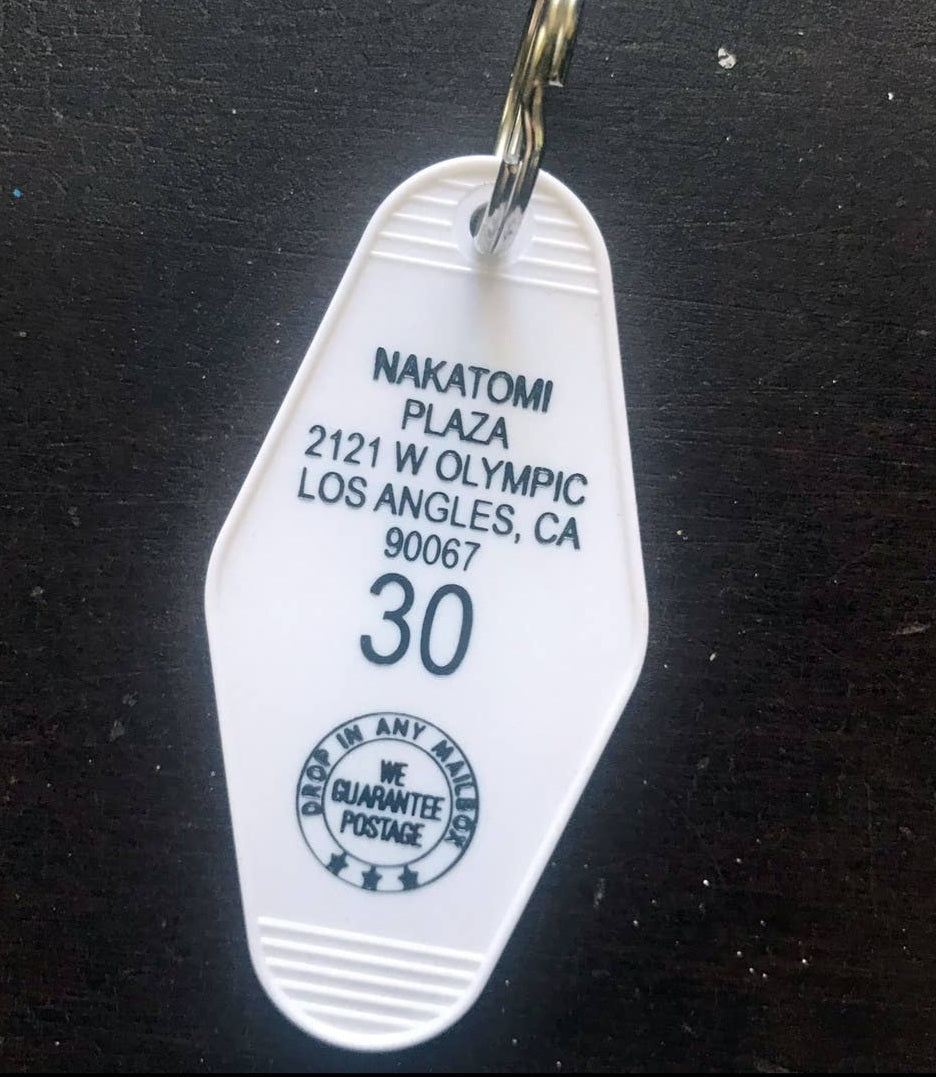 NAKATOMI
PLAZA
2121 W OLYMPIC
LOS ANGLES, CA
90067
30
DROP IN ANY MAILBOX
WE
GUARANTEE
POSTAGE